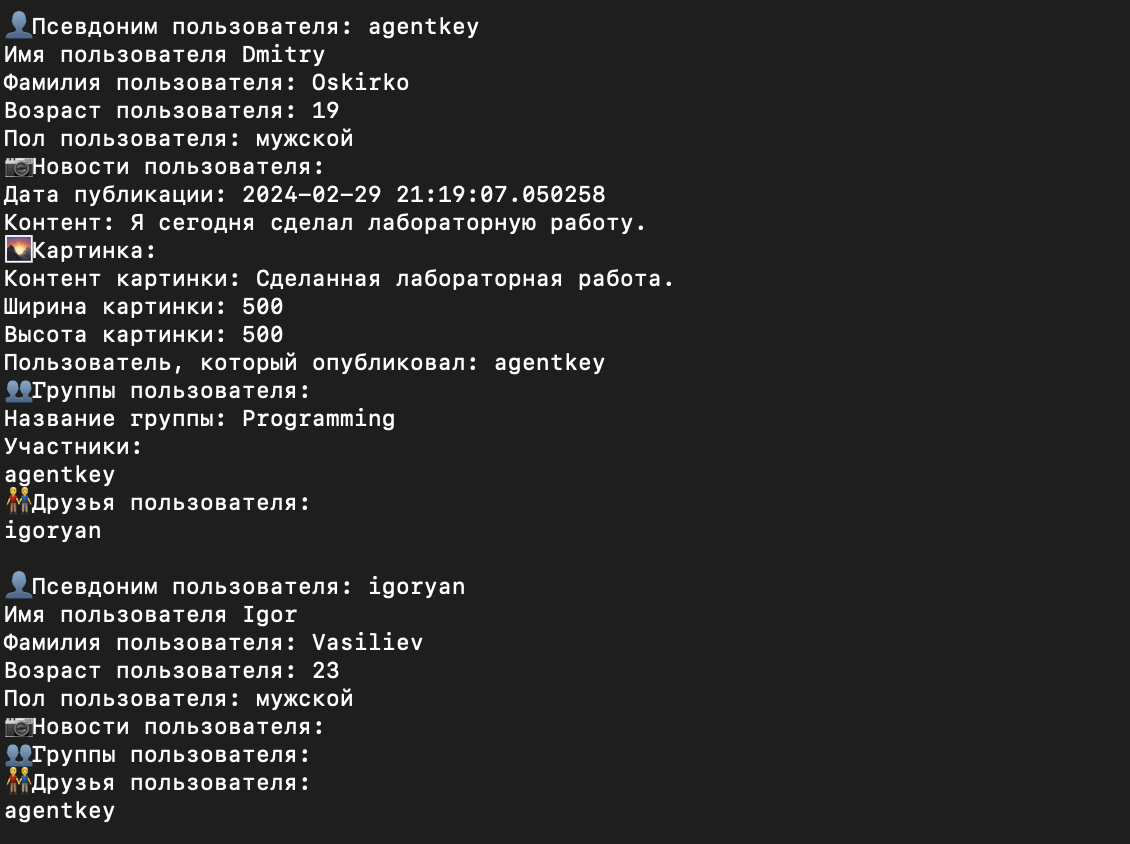 👤Псевдоним пользователя: agentkey
Имя пользователя Dmitry
Фамилия пользователя: Oskirko
Возраст пользователя: 19
Пол пользователя: мужской
📷Новости пользователя:
Дата публикации: 2024-02-29 21:19:07.050258
Контент: Я сегодня сделал лабораторную работу.
🌄Картинка:
Контент картинки: Сделанная лабораторная работа.
Ширина картинки: 500
Высота картинки: 500
Пользователь, который опубликовал: agentkey
👥Группы пользователя:
Название группы: Programming
Участники:
agentkey
👬Друзья пользователя:
igoryan

👤Псевдоним пользователя: igoryan
Имя пользователя Igor
Фамилия пользователя: Vasiliev
Возраст пользователя: 23
Пол пользователя: мужской
📷Новости пользователя:
👥Группы пользователя:
👬Друзья пользователя:
agentkey